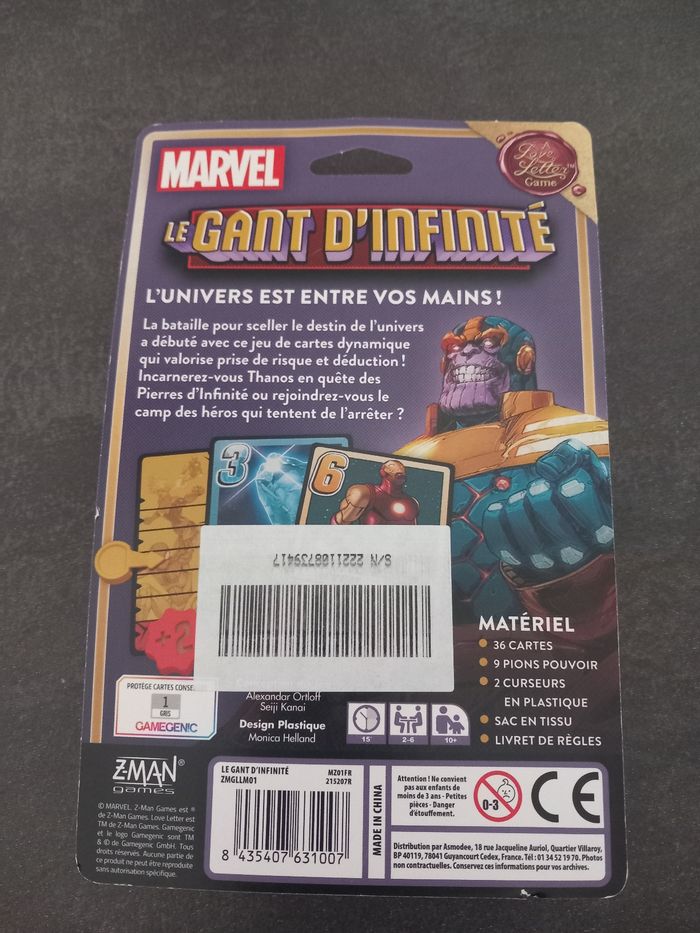 MARVEL
A
Love
Letter™
Game
LE GANT D'INFINITÉ
L'UNIVERS EST ENTRE VOS MAINS !
La bataille pour sceller le destin de l'univers
a débuté avec ce jeu de cartes dynamique
qui valorise prise de risque et déduction !
Incarnerez-vous Thanos en quête des
Pierres d'Infinité ou rejoindrez-vous le
camp des héros qui tentent de l'arrêter ?
3
6
+2
S/N 2221108739417
MATÉRIEL
36 CARTES
9 PIONS POUVOIR
2 CURSEURS
EN PLASTIQUE
SAC EN TISSU
LIVRET DE RÈGLES
PROTÈGE CARTES CONSE
1
GRIS
GAMEGENIC
Alexandar Ortloff
Seiji Kanai
Design Plastique
Monica Helland
15'
2-6
10+
Z-MAN®
games
© MARVEL. Z-Man Games est ®
de Z-Man Games. Love Letter est
TM de Z-Man Games. Gamegenic
et le logo Gamegenic sont TM
& © de Gamegenic GmbH. Tous
droits réservés. Aucune partie de
ce produit ne peut être reproduite
sans autorisation spécifique.
LE GANT D'INFINITÉ MZ01FR
ZMGLLM01 215207R
8 435407 631007
MADE IN CHINA
Attention ! Ne convient
pas aux enfants de
moins de 3 ans - Petites
pièces - Danger
d'étouffement.
0-3
CE
Distribution par Asmodee, 18 rue Jacqueline Auriol, Quartier Villaroy,
BP 40119, 78041 Guyancourt Cedex, France. Tél : 01 34 52 19 70. Photos
non contractuelles. Conservez ces informations pour vos archives.